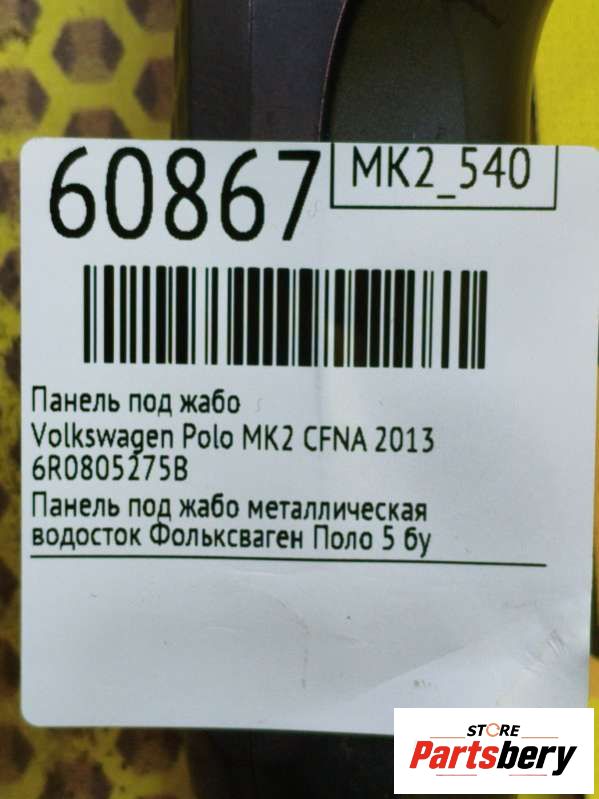 60867
MK2_540
Панель под жабо
Volkswagen Polo MK2 CFNA 2013
6R0805275B
Панель под жабо металлическая
водосток Фольксваген Поло 5 бу
STORE
Partsbery